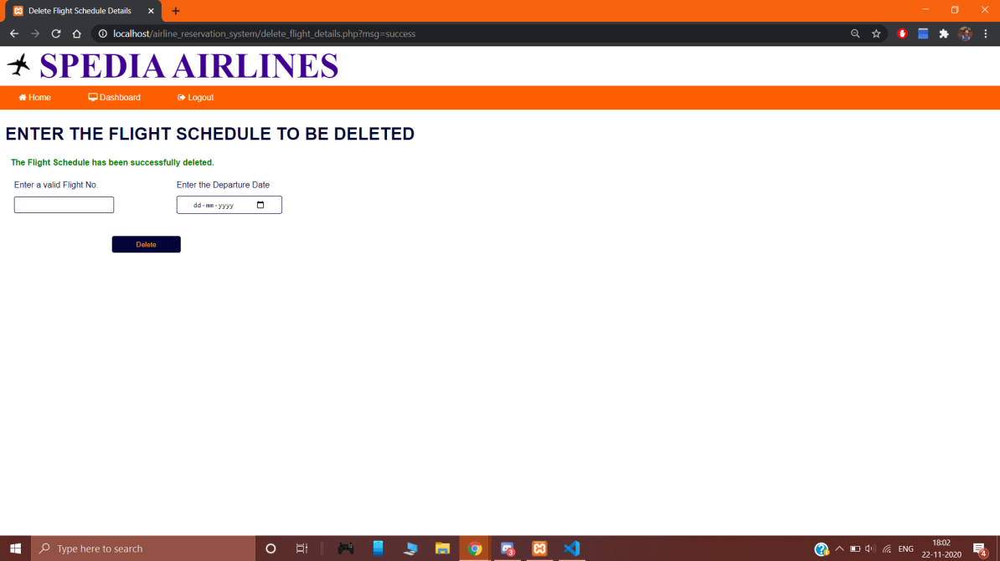 Delete Flight Schedule Details
localhost/airline_reservation_system/delete_flight_details.php?msg=success
SPEDIA AIRLINES
Home Dashboard Logout
ENTER THE FLIGHT SCHEDULE TO BE DELETED
The Flight Schedule has been successfully deleted.
Enter a valid Flight No. Enter the Departure Date
dd-mm-yyyy
Delete
Type here to search
3
ENG
18:02
22-11-2020
4